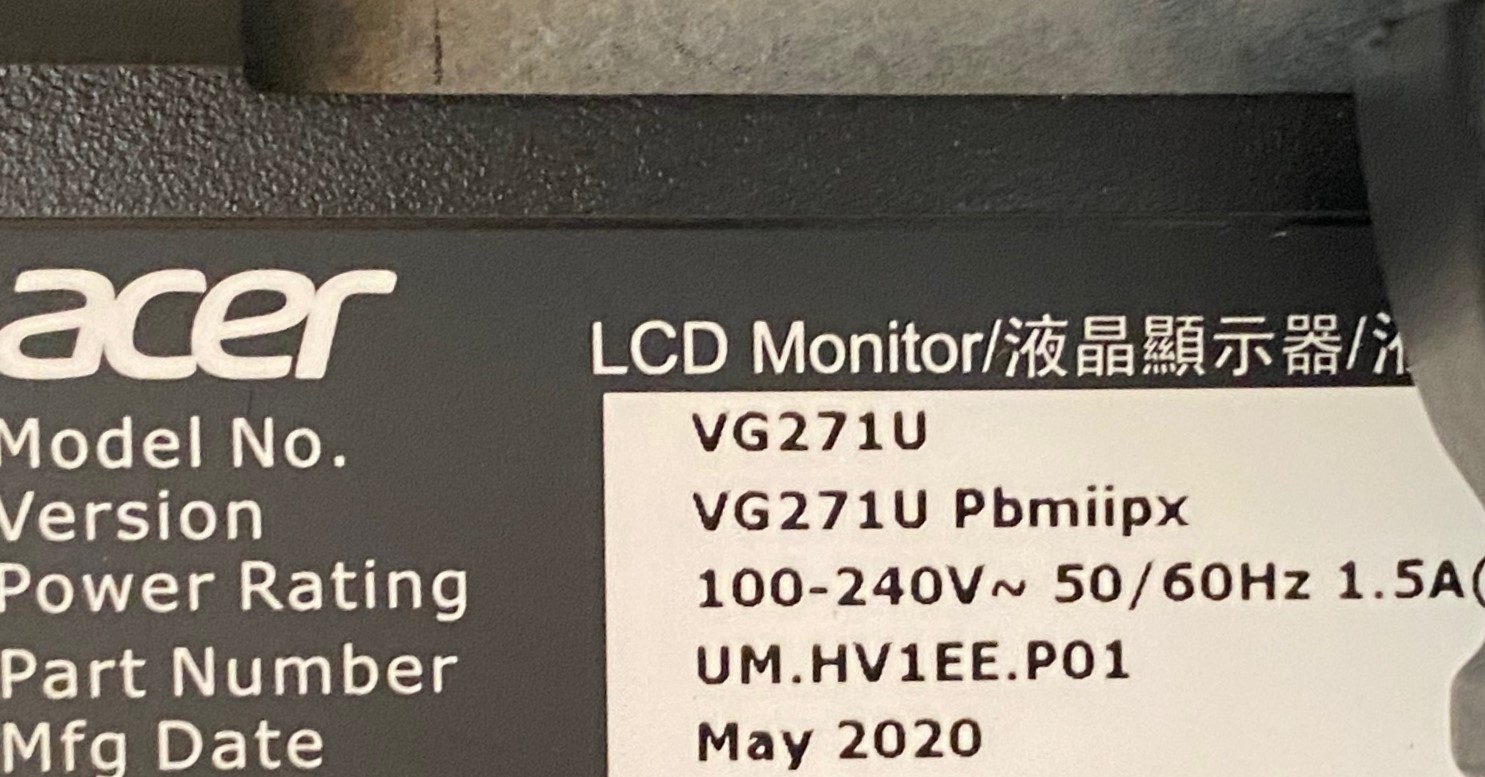 acer
LCD Monitor/液晶顯示器/
Model No. VG271U
Version VG271U Pbmiipx
Power Rating 100-240V~ 50/60Hz 1.5A(
Part Number UM.HV1EE.P01
Mfg Date May 2020